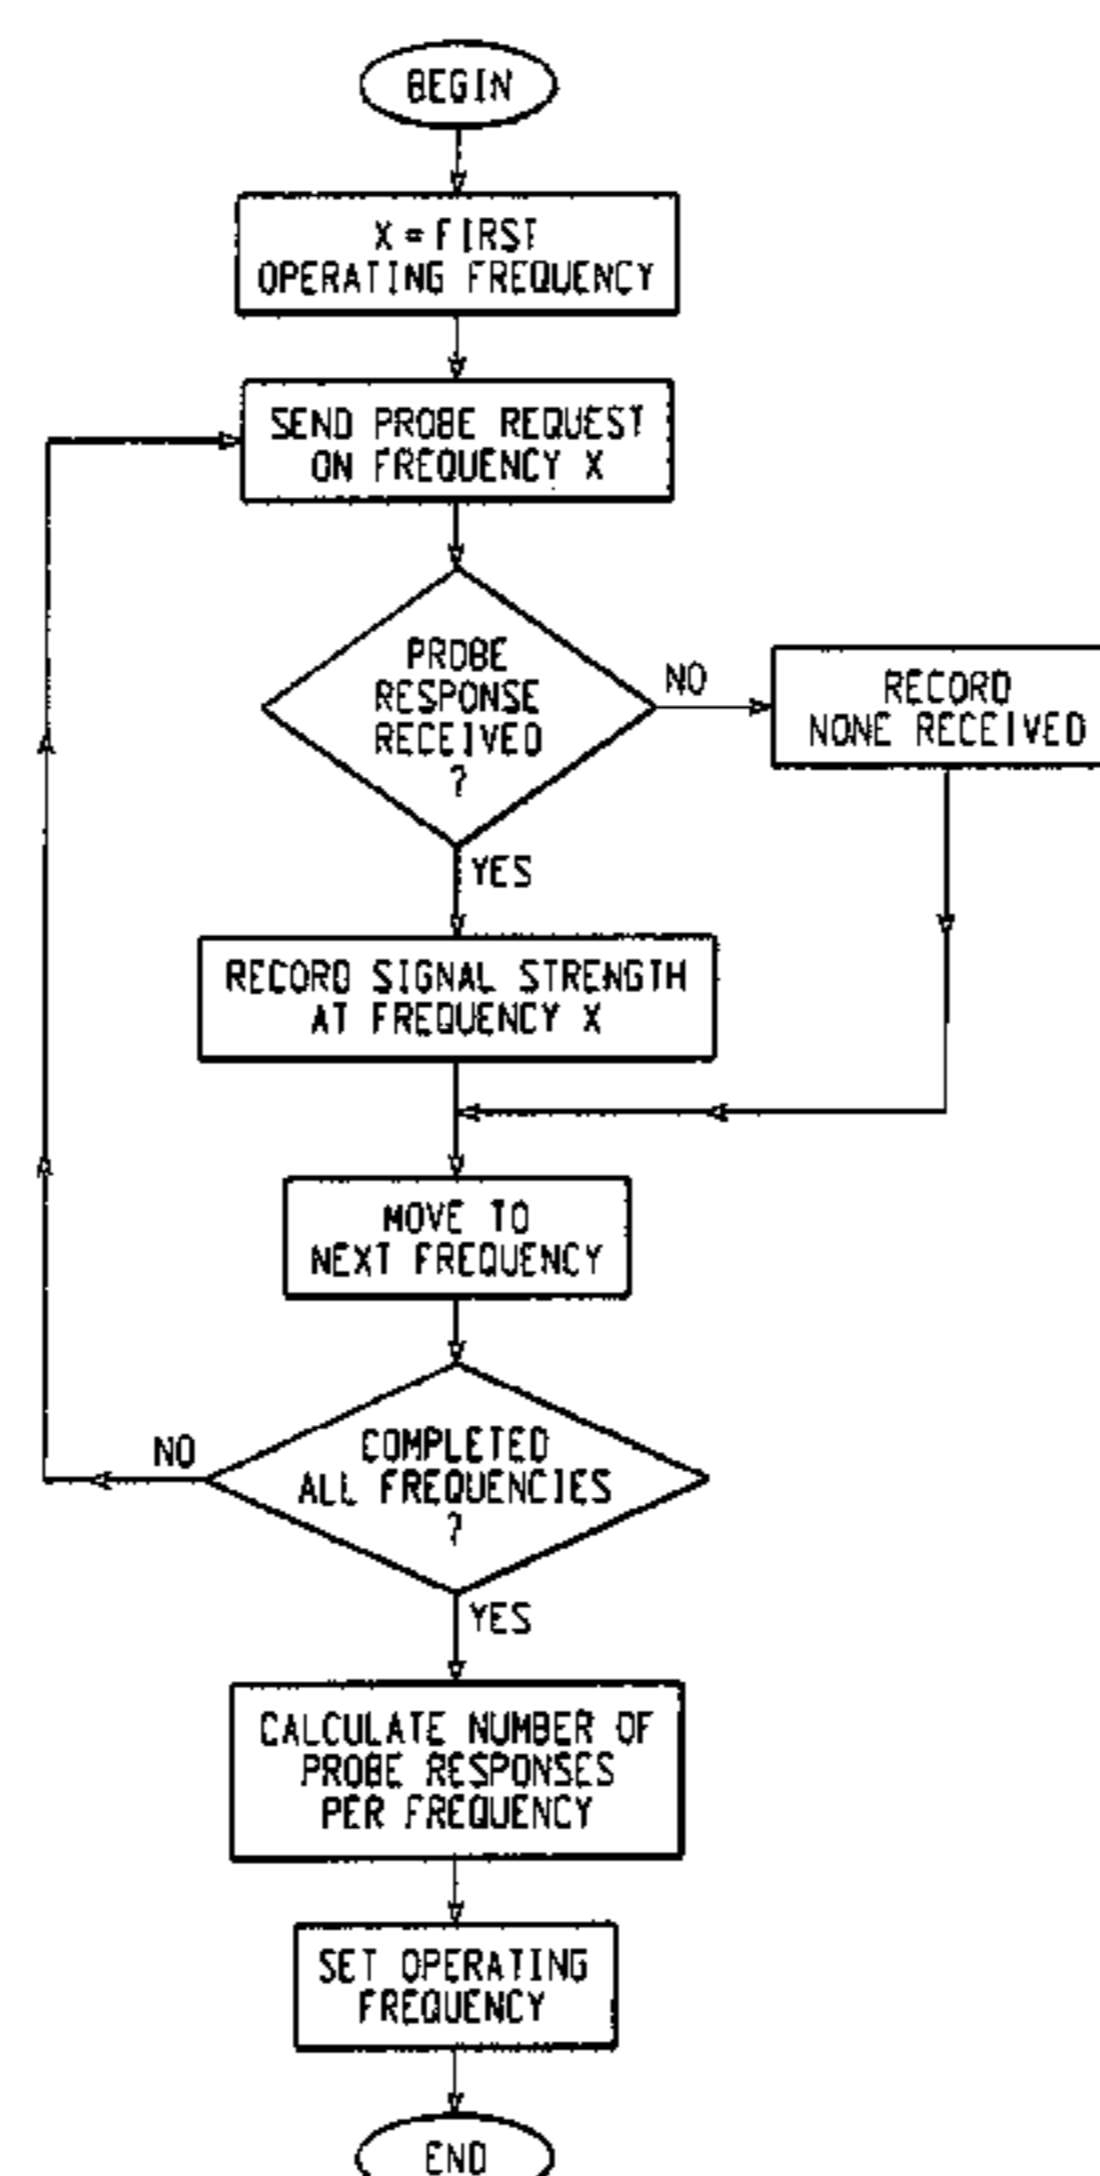 BEGIN
X = FIRST
OPERATING FREQUENCY
SEND PROBE REQUEST
ON FREQUENCY X
PROBE
RESPONSE
RECEIVED
?
NO
RECORD
NONE RECEIVED
YES
RECORD SIGNAL STRENGTH
AT FREQUENCY X
MOVE TO
NEXT FREQUENCY
NO
COMPLETED
ALL FREQUENCIES
?
YES
CALCULATE NUMBER OF
PROBE RESPONSES
PER FREQUENCY
SET OPERATING
FREQUENCY
END